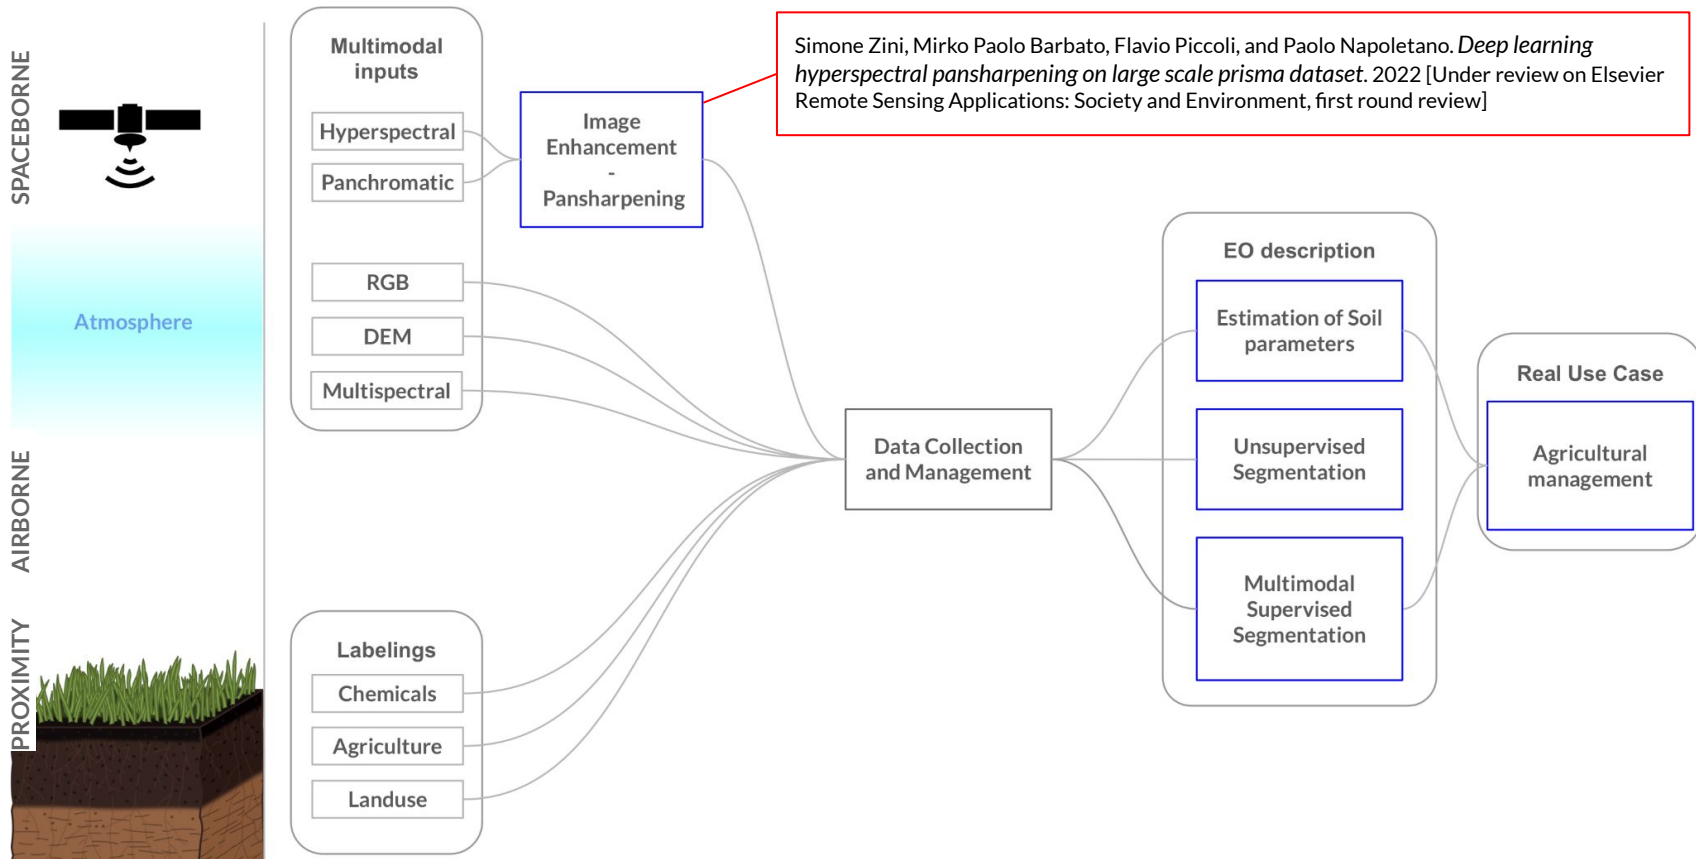 SPACEBORNE
Atmosphere
AIRBORNE
PROXIMITY
Multimodal
inputs
Hyperspectral
Panchromatic
RGB
DEM
Multispectral
Labelings
Chemicals
Agriculture
Landuse
Image
Enhancement
-
Pansharpening
Simone Zini, Mirko Paolo Barbato, Flavio Piccoli, and Paolo Napoletano. Deep learning
hyperspectral pansharpening on large scale prisma dataset. 2022 [Under review on Elsevier
Remote Sensing Applications: Society and Environment, first round review]
Data Collection
and Management
EO description
Estimation of Soil
parameters
Unsupervised
Segmentation
Multimodal
Supervised
Segmentation
Real Use Case
Agricultural
management